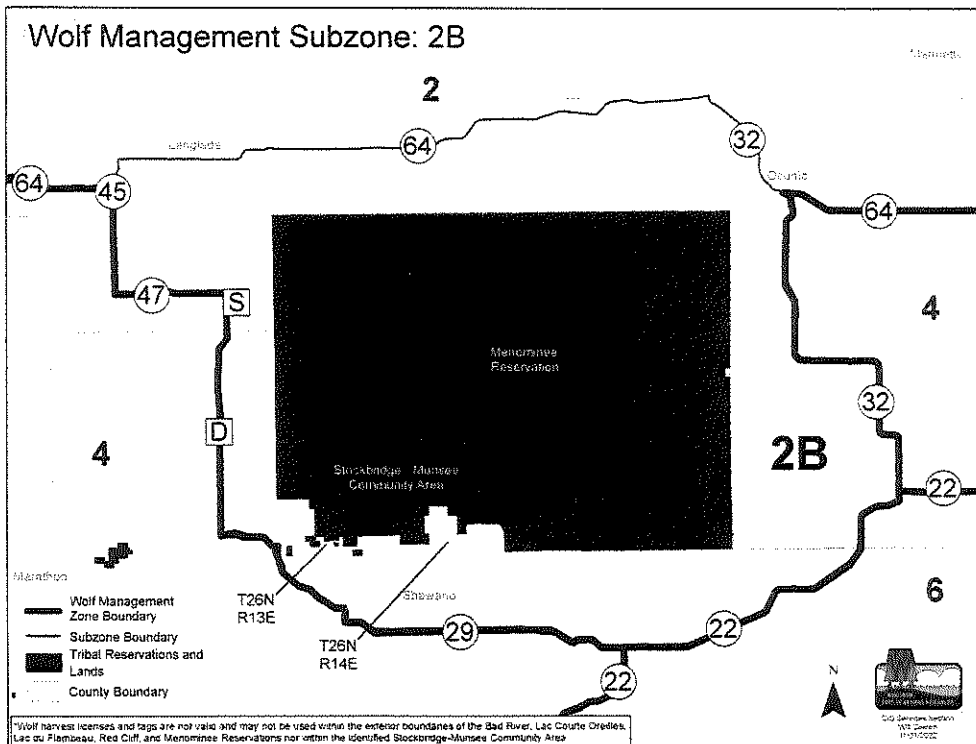 Wolf Management Subzone: 2B
Marinette
2
Langlade
64
32
64
45
Oconto
64
47
S
4
Menominee
Reservation
32
D
2B
4
Stockbridge - Munsee
Community Area
22
Marathon
6
Wolf Management
Zone Boundary
Subzone Boundary
Tribal Reservations and
Lands
County Boundary
T26N
R13E
Shawano
T26N
R14E
29
22
22
N
*Wolf harvest licenses and tags are not valid and may not be used within the exterior boundaries of the Bad River, Lac Courte Oreilles,
Lac du Flambeau, Red Cliff, and Menominee Reservations nor within the identified Stockbridge-Munsee Community Area